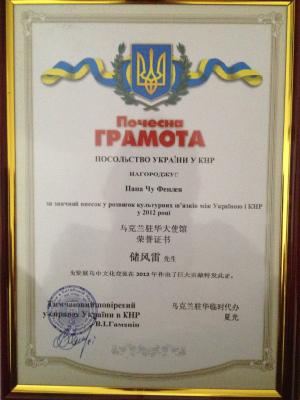 Почесна
ГРАМОТА
ПОСОЛЬСТВО УКРАЇНИ У КНР
НАГОРОДЖУЄ
Пана Чу Фенлея
за значний внесок у розвиток культурних зв'язків між Україною і КНР
у 2012 році
乌克兰驻华大使馆
荣誉证书
储风雷 先生
为发展乌中文化交流在2012年作出了巨大贡献特发此证。
Тимчасовий повірений
у справах України в КНР
В.І.Гамянін
乌克兰驻华临时代办
夏光